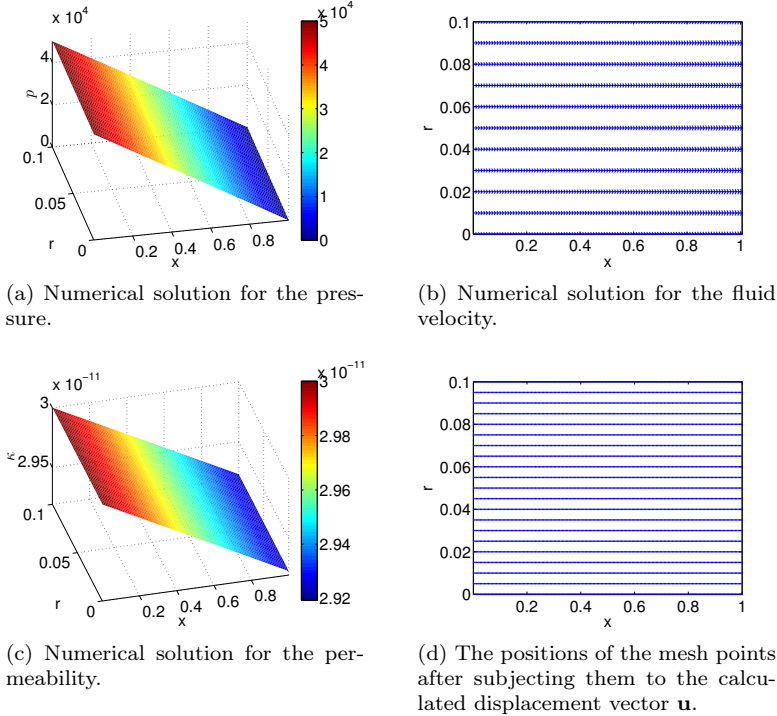 x 10⁴
x 10⁴
5
4
3
2
1
0
p
4
2
0
0.1
0.05
0
r
0.2
0.4
0.6
0.8
x
0.1
0.08
0.06
0.04
0.02
0
r
0.2
0.4
0.6
0.8
1
x
(a) Numerical solution for the pres-
sure.
(b) Numerical solution for the fluid
velocity.
x 10⁻¹¹
x 10⁻¹¹
3
2.98
2.96
2.94
2.92
κ
3
2.95
0.1
0.05
0
r
0.2
0.4
0.6
0.8
x
0.1
0.08
0.06
0.04
0.02
0
r
0.2
0.4
0.6
0.8
1
x
(c) Numerical solution for the per-
meability.
(d) The positions of the mesh points
after subjecting them to the calcu-
lated displacement vector u.